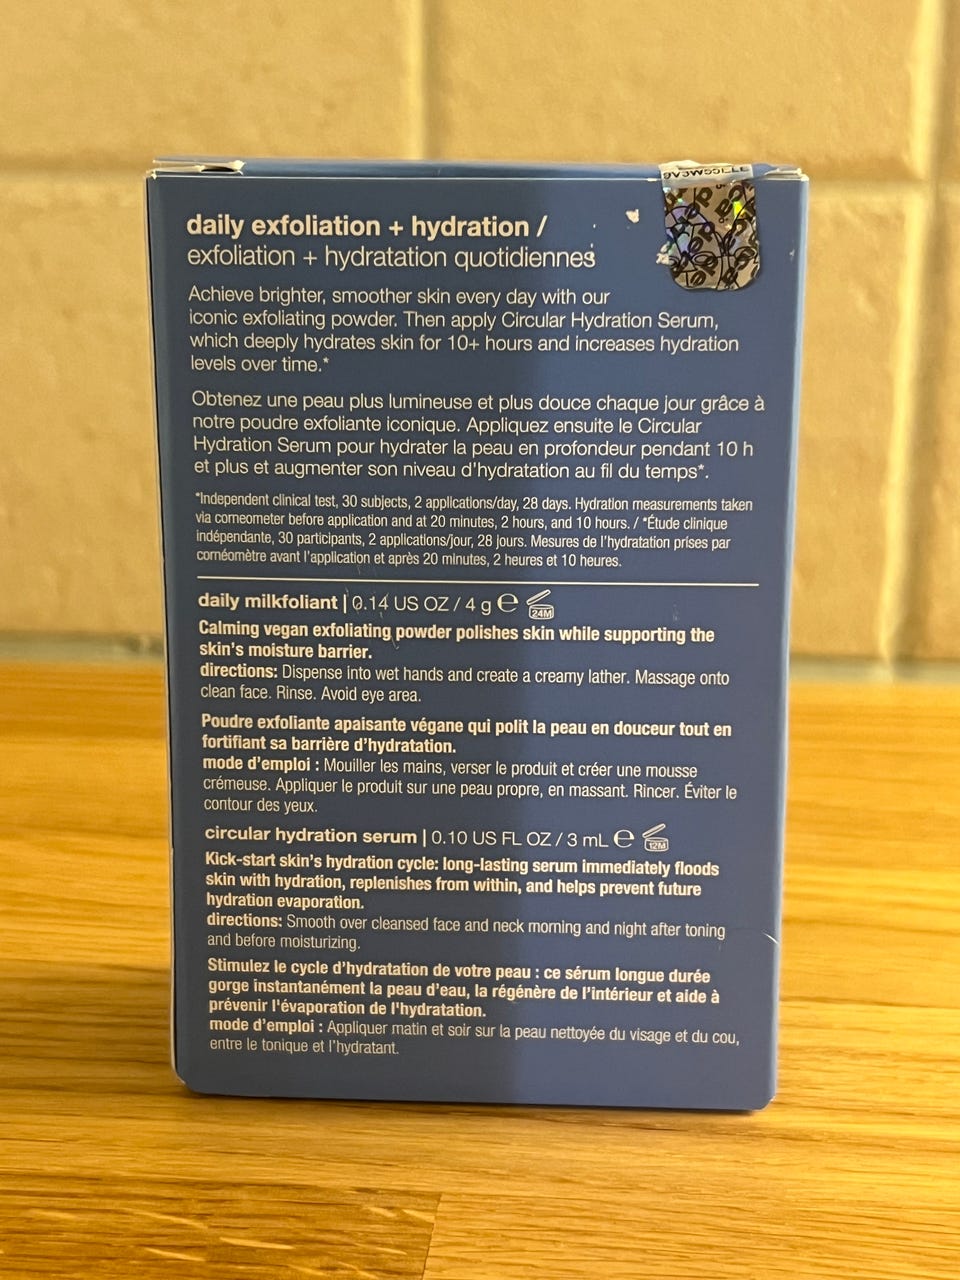 daily exfoliation + hydration /
exfoliation + hydratation quotidiennes
Achieve brighter, smoother skin every day with our
iconic exfoliating powder. Then apply Circular Hydration Serum,
which deeply hydrates skin for 10+ hours and increases hydration
levels over time.*
Obtenez une peau plus lumineuse et plus douce chaque jour grâce à
notre poudre exfoliante iconique. Appliquez ensuite le Circular
Hydration Serum pour hydrater la peau en profondeur pendant 10 h
et plus et augmenter son niveau d'hydratation au fil du temps*.
*Independent clinical test, 30 subjects, 2 applications/day, 28 days. Hydration measurements taken
via corneometer before application and at 20 minutes, 2 hours, and 10 hours. / *Étude clinique
indépendante, 30 participants, 2 applications/jour, 28 jours. Mesures de l'hydratation prises par
cornéomètre avant l'application et après 20 minutes, 2 heures et 10 heures.
daily milkfoliant | 0.14 US OZ / 4 g ℮ 24M
Calming vegan exfoliating powder polishes skin while supporting the
skin's moisture barrier.
directions: Dispense into wet hands and create a creamy lather. Massage onto
clean face. Rinse. Avoid eye area.
Poudre exfoliante apaisante végane qui polit la peau en douceur tout en
fortifiant sa barrière d'hydratation.
mode d'emploi : Mouiller les mains, verser le produit et créer une mousse
crémeuse. Appliquer le produit sur une peau propre, en massant. Rincer. Éviter le
contour des yeux.
circular hydration serum | 0.10 US FL OZ / 3 mL ℮ 12M
Kick-start skin's hydration cycle: long-lasting serum immediately floods
skin with hydration, replenishes from within, and helps prevent future
hydration evaporation.
directions: Smooth over cleansed face and neck morning and night after toning
and before moisturizing.
Stimulez le cycle d'hydratation de votre peau : ce sérum longue durée
gorge instantanément la peau d'eau, la régénère de l'intérieur et aide à
prévenir l'évaporation de l'hydratation.
mode d'emploi : Appliquer matin et soir sur la peau nettoyée du visage et du cou,
entre le tonique et l'hydratant.